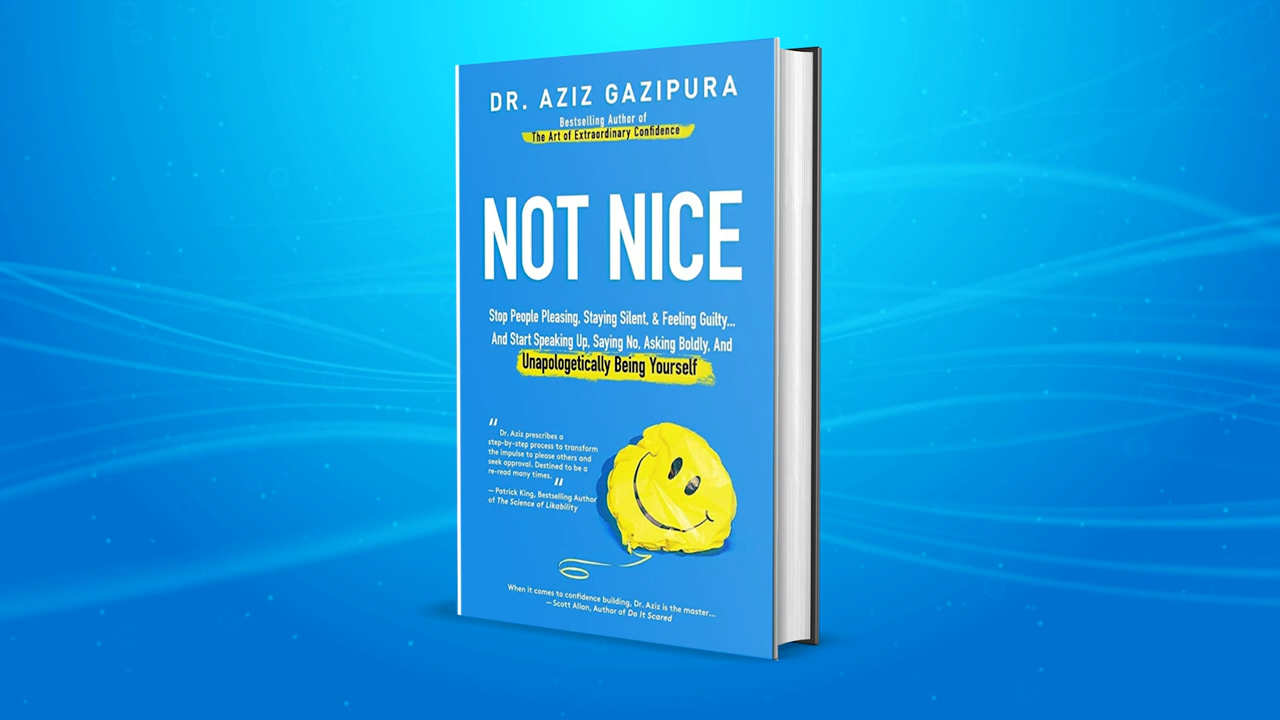 DR. AZIZ GAZIPURA
Bestselling Author of
The Art of Extraordinary Confidence
NOT NICE
Stop People Pleasing, Staying Silent, & Feeling Guilty...
And Start Speaking Up, Saying No, Asking Boldly, And
Unapologetically Being Yourself
"
Dr. Aziz prescribes a
step-by-step process to transform
the impulse to please others and
seek approval. Destined to be a
re-read many times.
"
— Patrick King, Bestselling Author
of The Science of Likability
When it comes to confidence building, Dr. Aziz is the master...
— Scott Allan, Author of Do It Scared